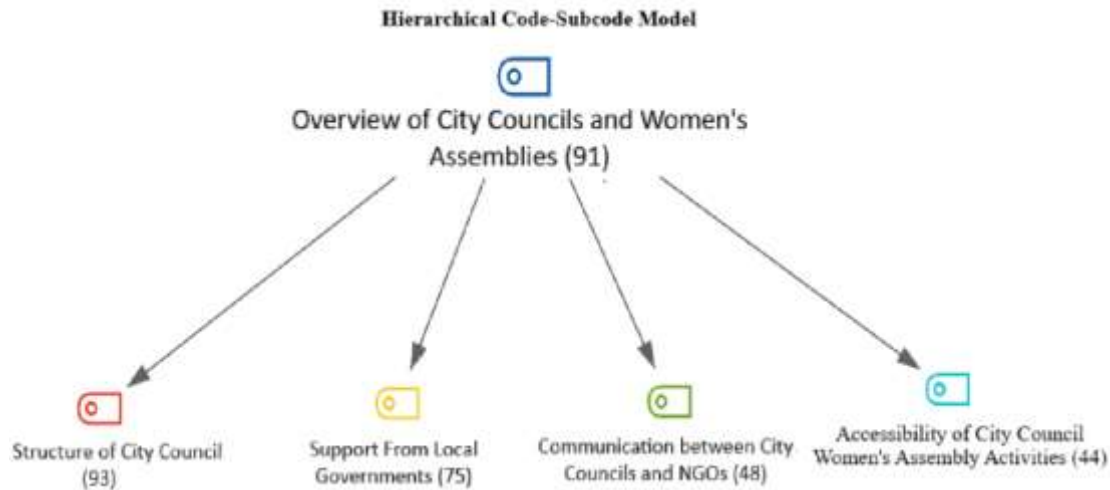 Hierarchical Code-Subcode Model
Overview of City Councils and Women's
Assemblies (91)
Structure of City Council
(93)
Support From Local
Governments (75)
Communication between City
Councils and NGOs (48)
Accessibility of City Council
Women's Assembly Activities (44)